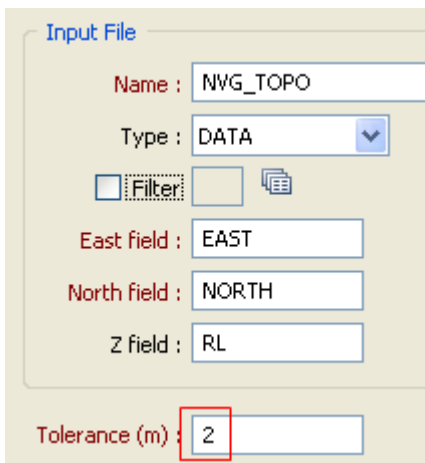 Input File
Name : NVG_TOPO
Type : DATA
Filter
East field : EAST
North field : NORTH
Z field : RL
Tolerance (m) : 2